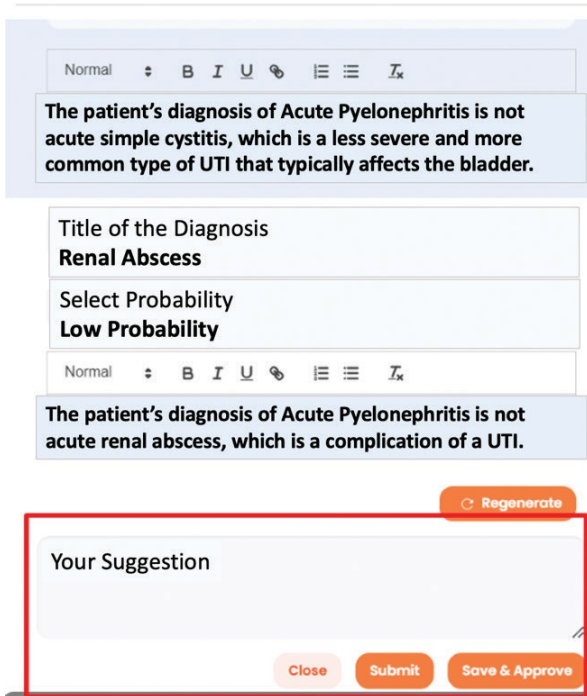 Normal B I U Tx
The patient’s diagnosis of Acute Pyelonephritis is not
acute simple cystitis, which is a less severe and more
common type of UTI that typically affects the bladder.
Title of the Diagnosis
Renal Abscess
Select Probability
Low Probability
Normal B I U Tx
The patient’s diagnosis of Acute Pyelonephritis is not
acute renal abscess, which is a complication of a UTI.
Regenerate
Your Suggestion
Close Submit Save & Approve